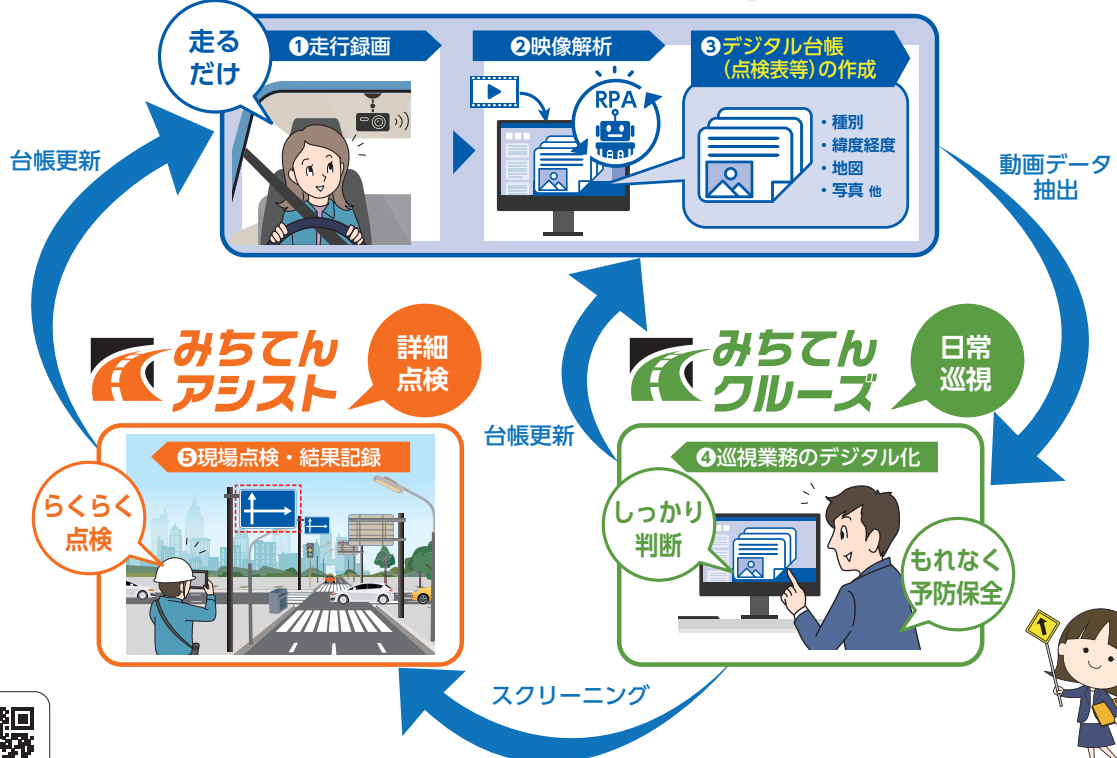 走る
だけ
❶走行録画
❷映像解析
❸デジタル台帳
(点検表等)の作成
RPA
・種別
・緯度経度
・地図
・写真 他
台帳更新
動画データ
抽出
みちてん
アシスト
詳細
点検
みちてん
クルーズ
日常
巡視
台帳更新
❺現場点検・結果記録
らくらく
点検
❹巡視業務のデジタル化
しっかり
判断
もれなく
予防保全
スクリーニング